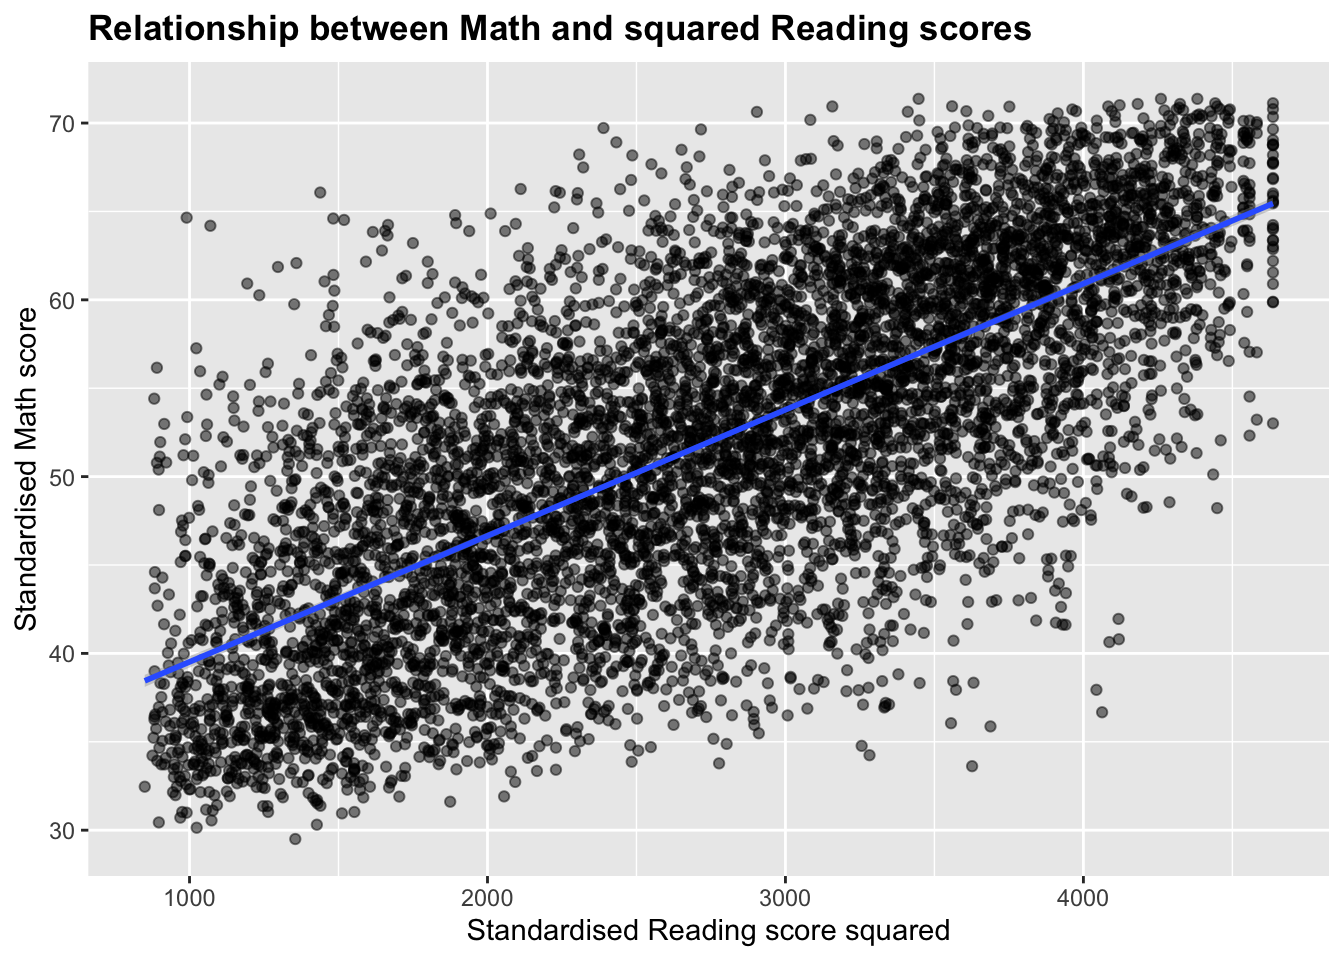 Relationship between Math and squared Reading scores
Standardised Math score
70
60
50
40
30
1000 2000 3000 4000
Standardised Reading score squared